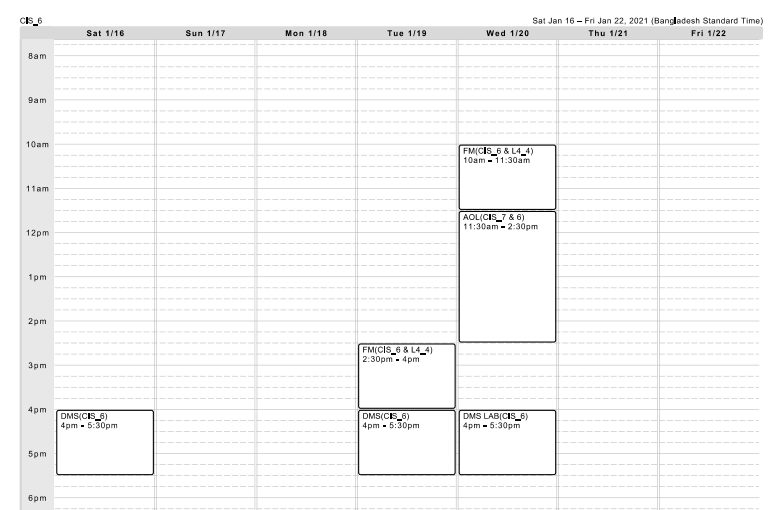 CIS_6
Sat Jan 16 – Fri Jan 22, 2021 (Bangladesh Standard Time)
Sat 1/16 Sun 1/17 Mon 1/18 Tue 1/19 Wed 1/20 Thu 1/21 Fri 1/22
8am
9am
10am
FM(CIS_6 & L4_4)
10am – 11:30am
11am
AOL(CIS_7 & 6)
11:30am – 2:30pm
12pm
1pm
2pm
FM(CIS_6 & L4_4)
2:30pm – 4pm
3pm
4pm
DMS(CIS_6)
4pm – 5:30pm
DMS(CIS_6)
4pm – 5:30pm
DMS LAB(CIS_6)
4pm – 5:30pm
5pm
6pm